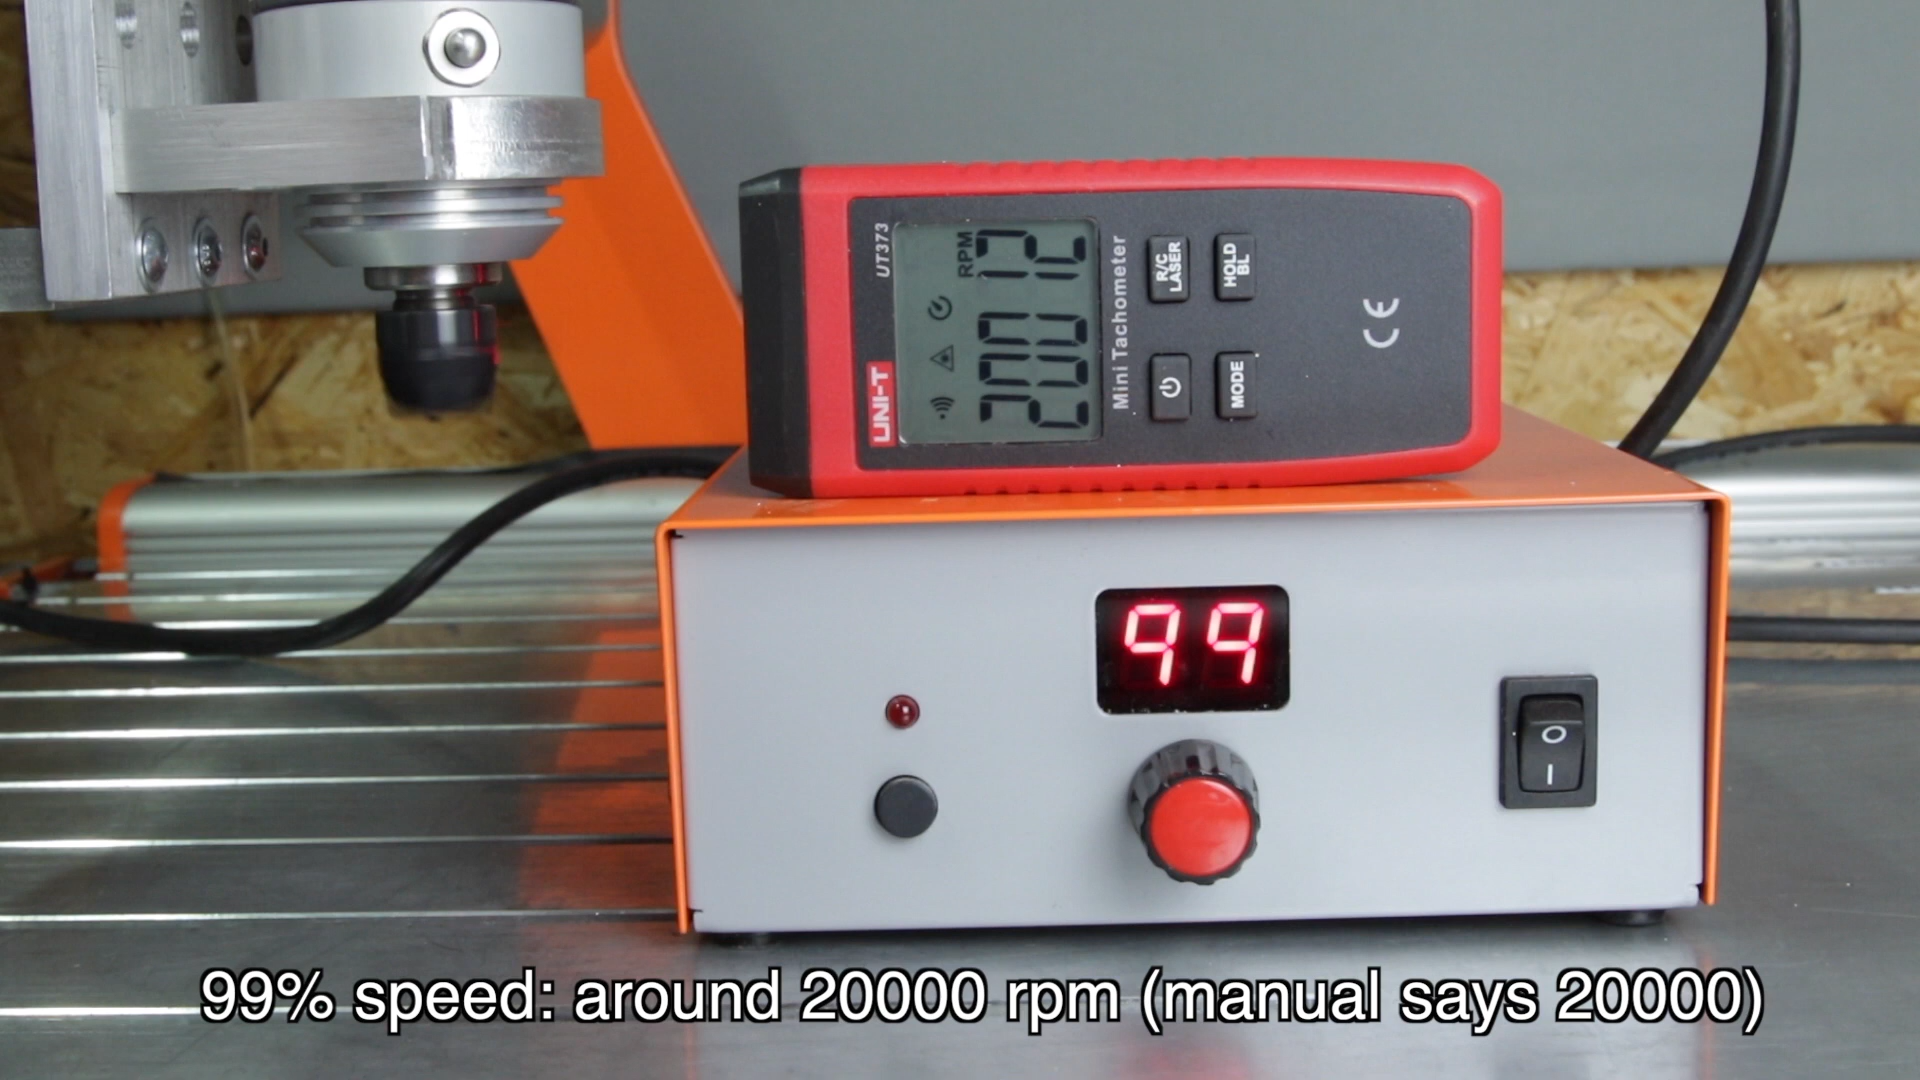 UT373
RPM
20012
UNI-T
Mini Tachometer
R/C
LASER
HOLD
BL
MODE
CE
99
O
I
99% speed: around 20000 rpm (manual says 20000)